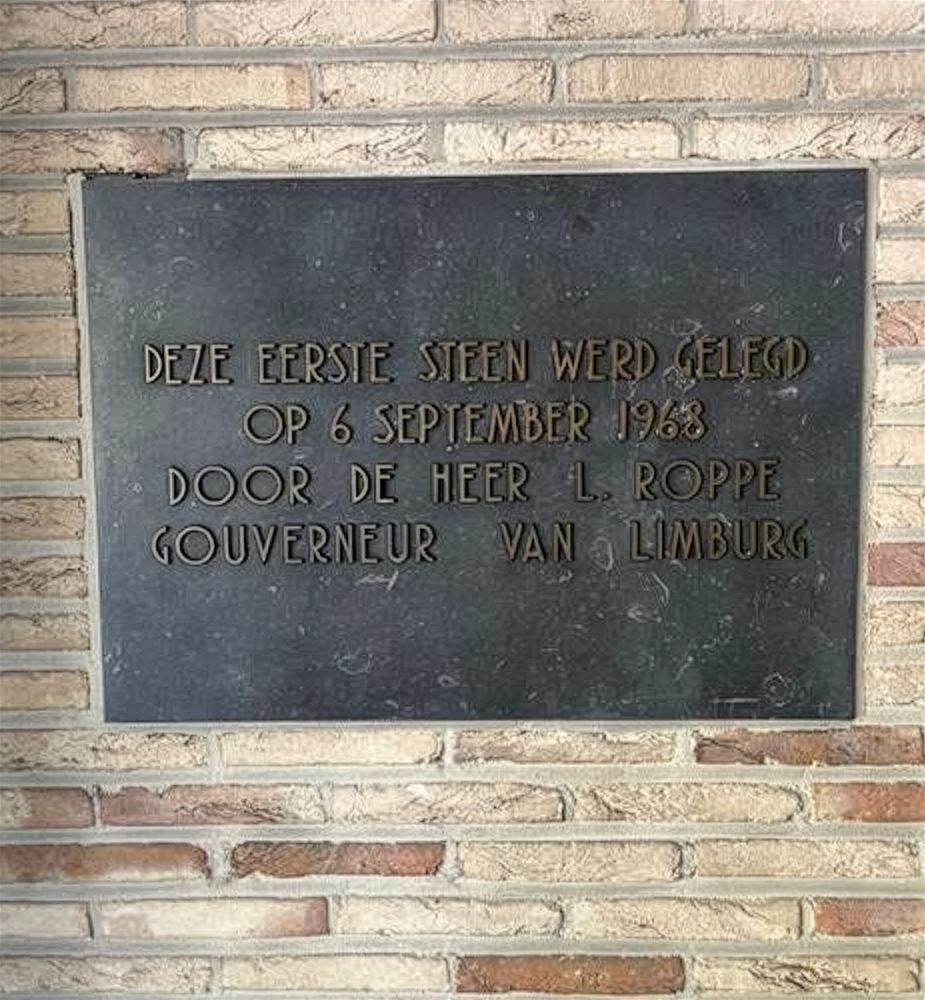 DEZE EERSTE STEEN WERD GELEGD
OP 6 SEPTEMBER 1968
DOOR DE HEER L. ROPPE
GOUVERNEUR VAN LIMBURG